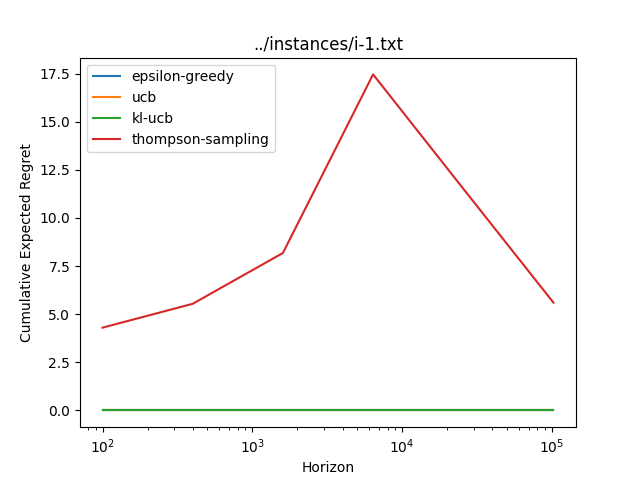 ../instances/i-1.txt
epsilon-greedy
ucb
kl-ucb
thompson-sampling
17.5
15.0
12.5
10.0
7.5
5.0
2.5
0.0
Cumulative Expected Regret
10² 10³ 10⁴ 10⁵
Horizon